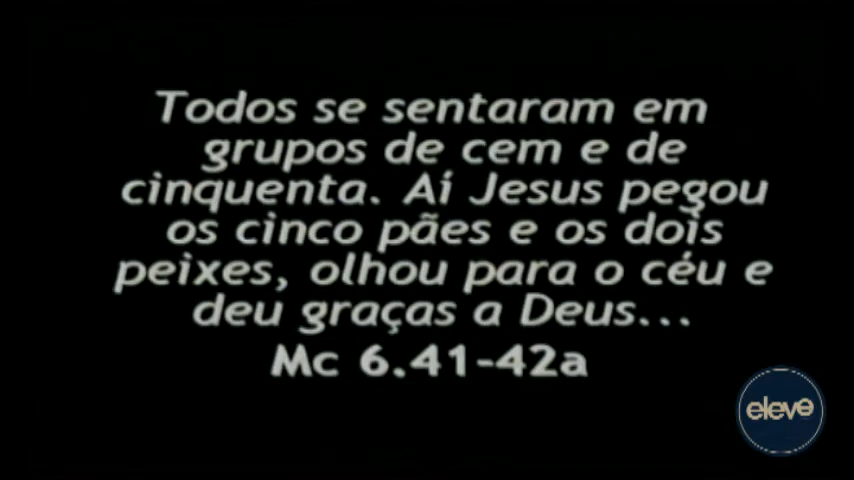 Todos se sentaram em
grupos de cem e de
cinquenta. Aí Jesus pegou
os cinco pães e os dois
peixes, olhou para o céu e
deu graças a Deus...
Mc 6.41-42a
eleve